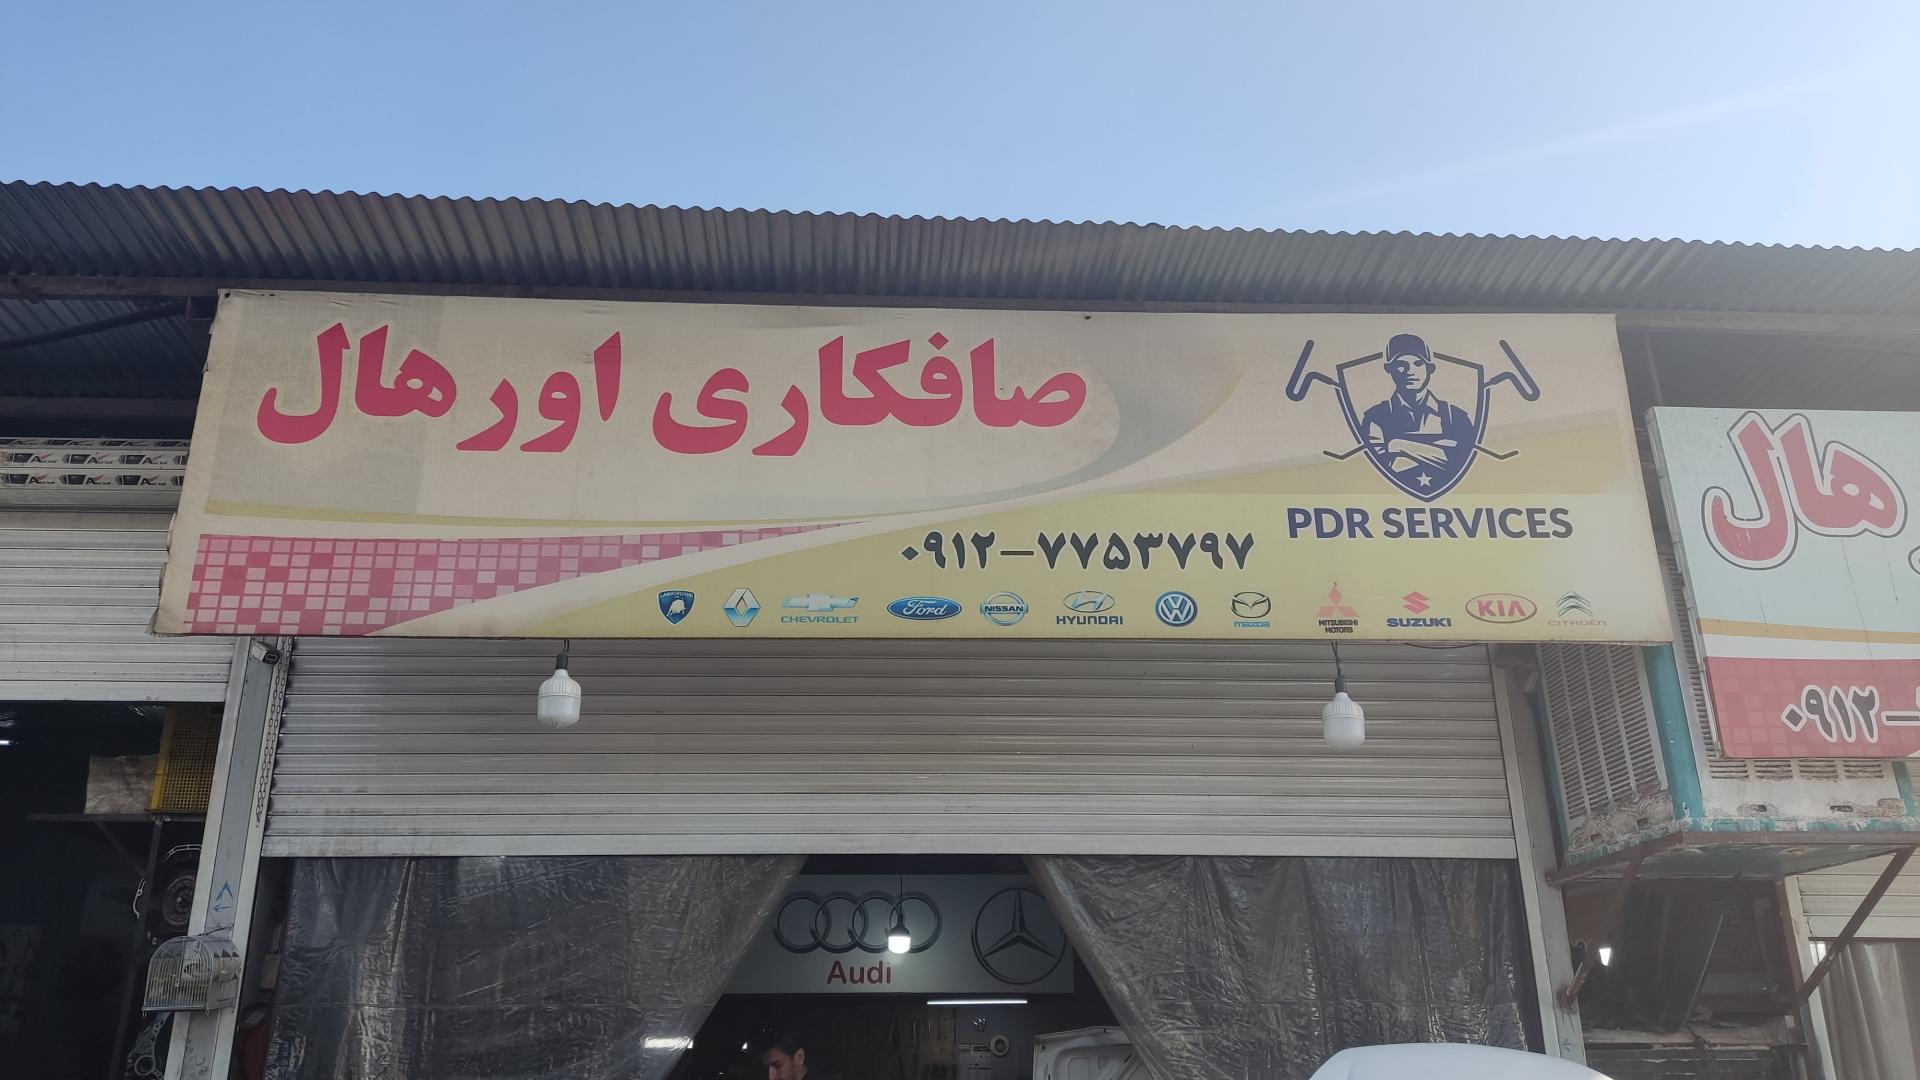 صافکاری اورهال
PDR SERVICES
۰۹۱۲-۷۷۵۳۷۹۷
LAMBORGHINI
CHEVROLET
Ford
NISSAN
HYUNDAI
mazda
MITSUBISHI
MOTORS
SUZUKI
KIA
CITROËN
هال
۰۹۱۲-
Audi